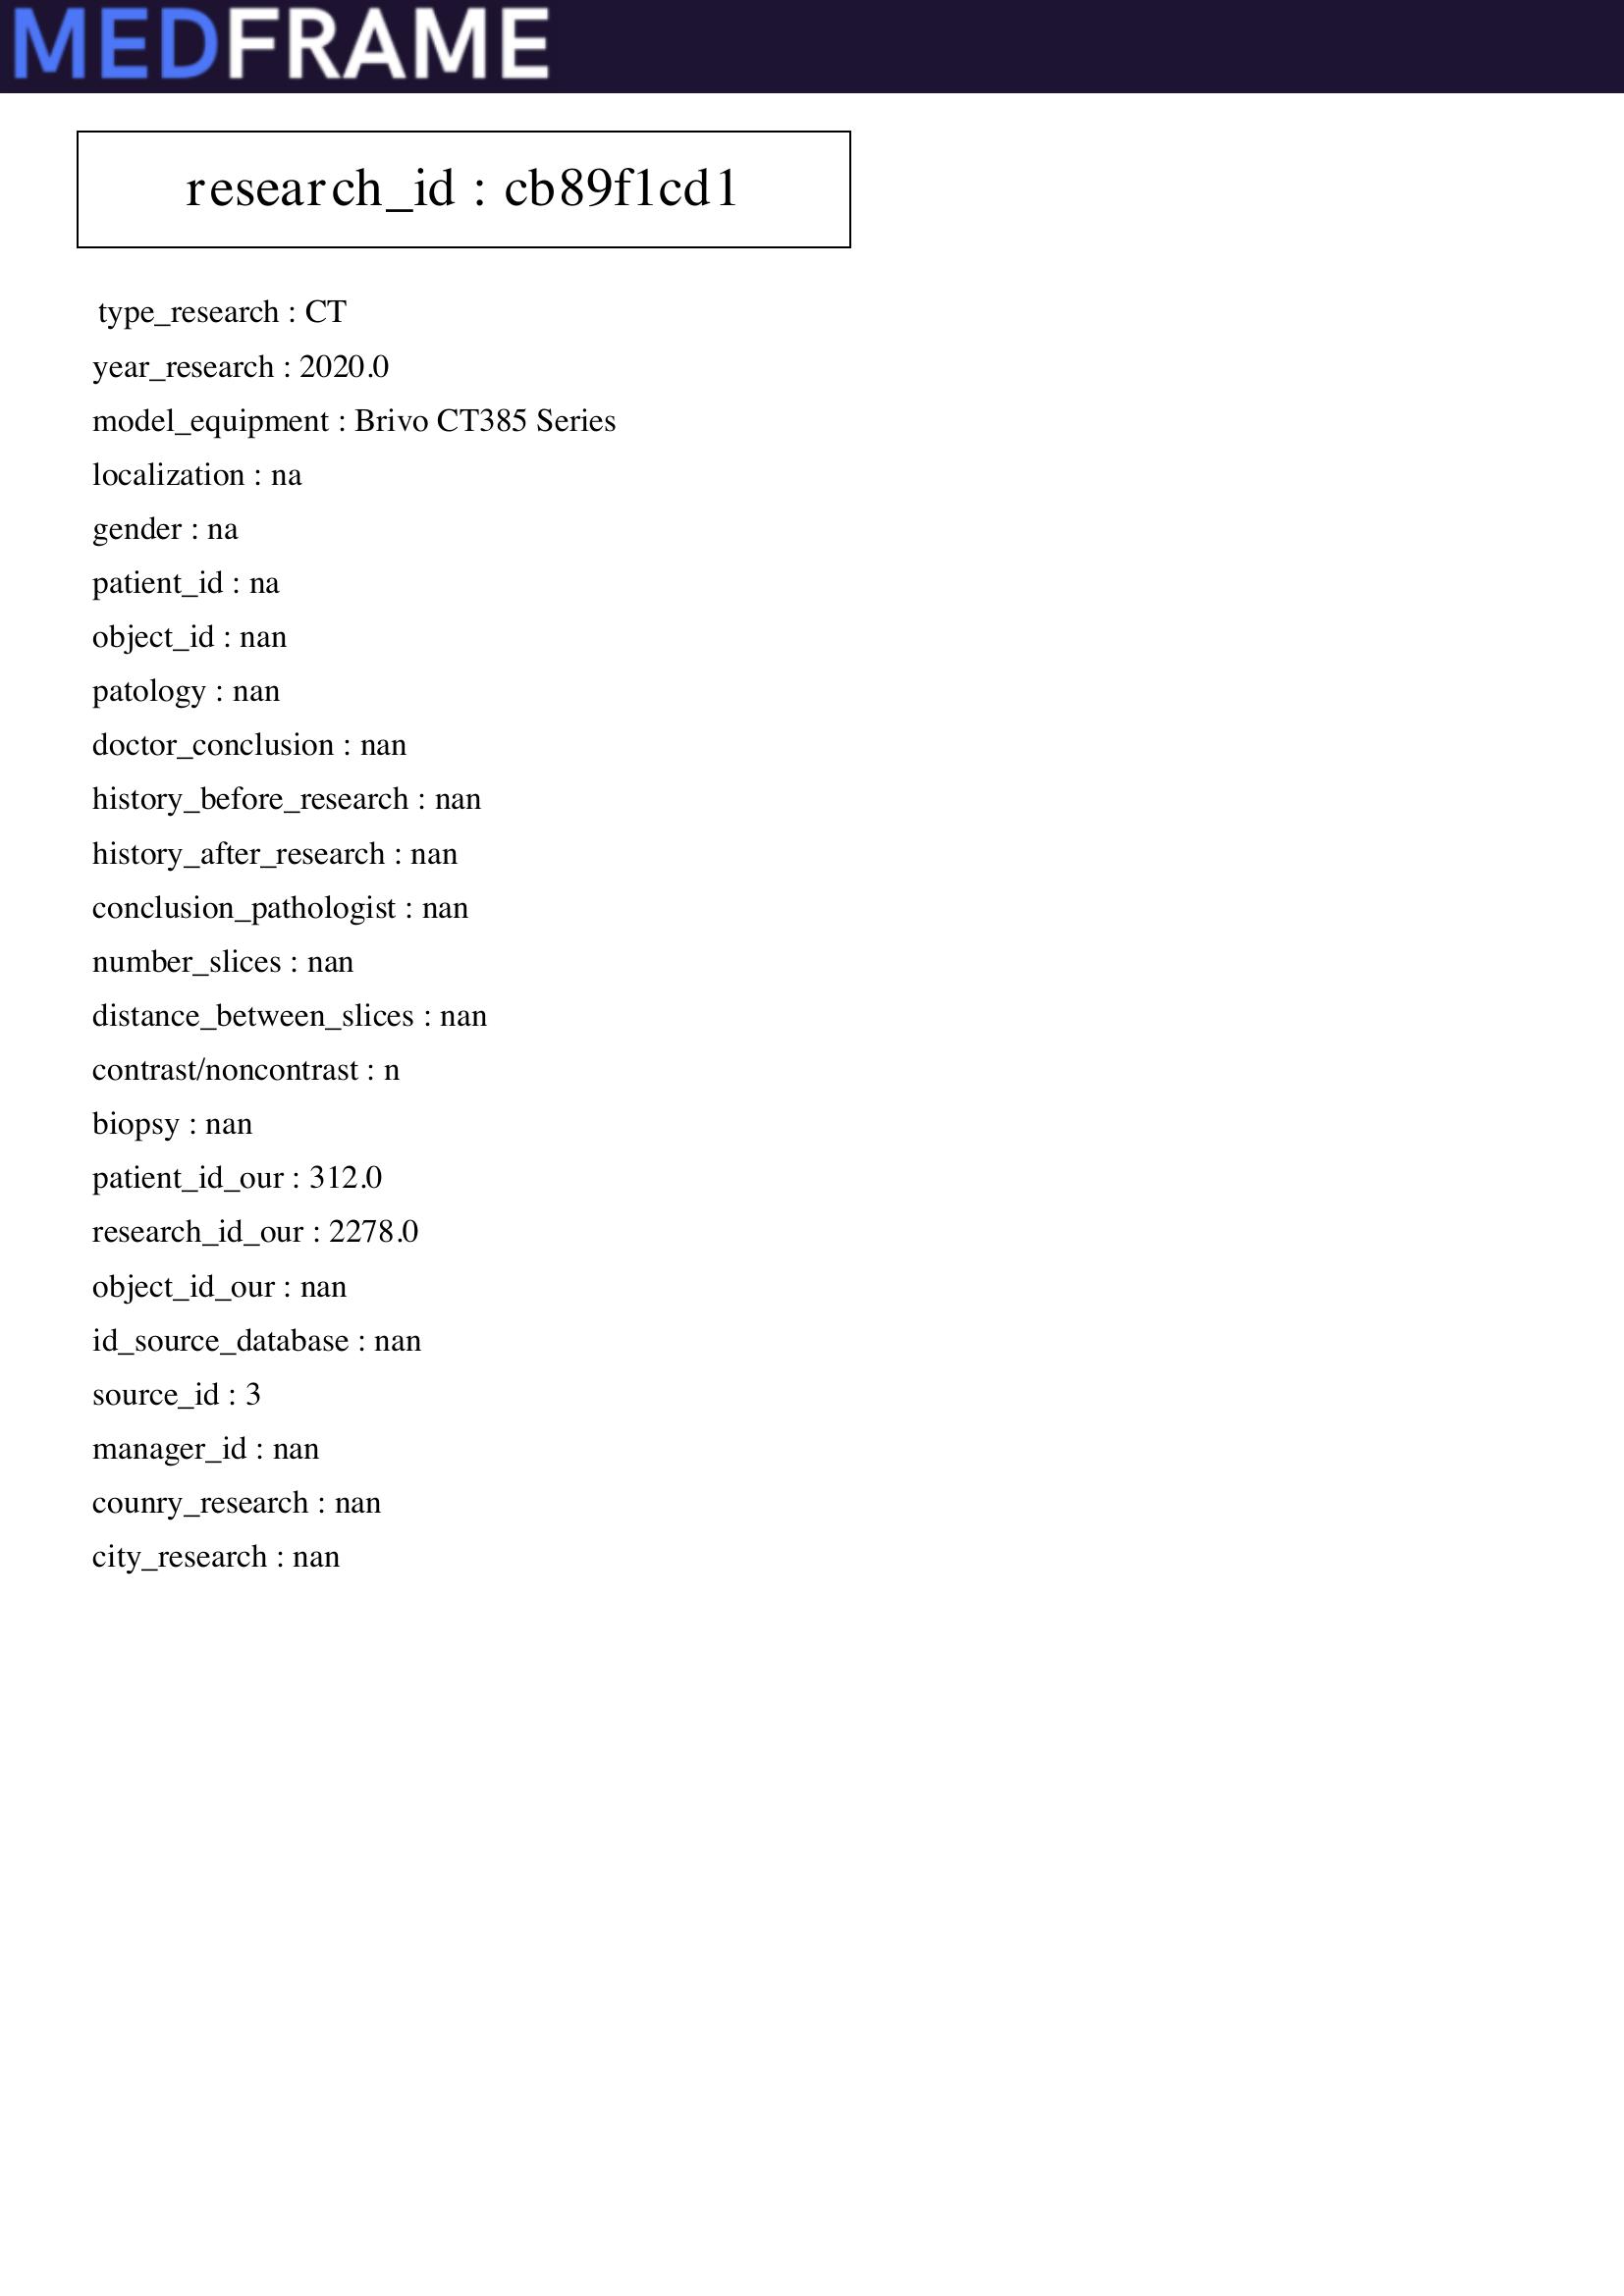 MEDFRAME
research_id : cb89f1cd1
type_research : CT
year_research : 2020.0
model_equipment : Brivo CT385 Series
localization : na
gender : na
patient_id : na
object_id : nan
patology : nan
doctor_conclusion : nan
history_before_research : nan
history_after_research : nan
conclusion_pathologist : nan
number_slices : nan
distance_between_slices : nan
contrast/noncontrast : n
biopsy : nan
patient_id_our : 312.0
research_id_our : 2278.0
object_id_our : nan
id_source_database : nan
source_id : 3
manager_id : nan
counry_research : nan
city_research : nan